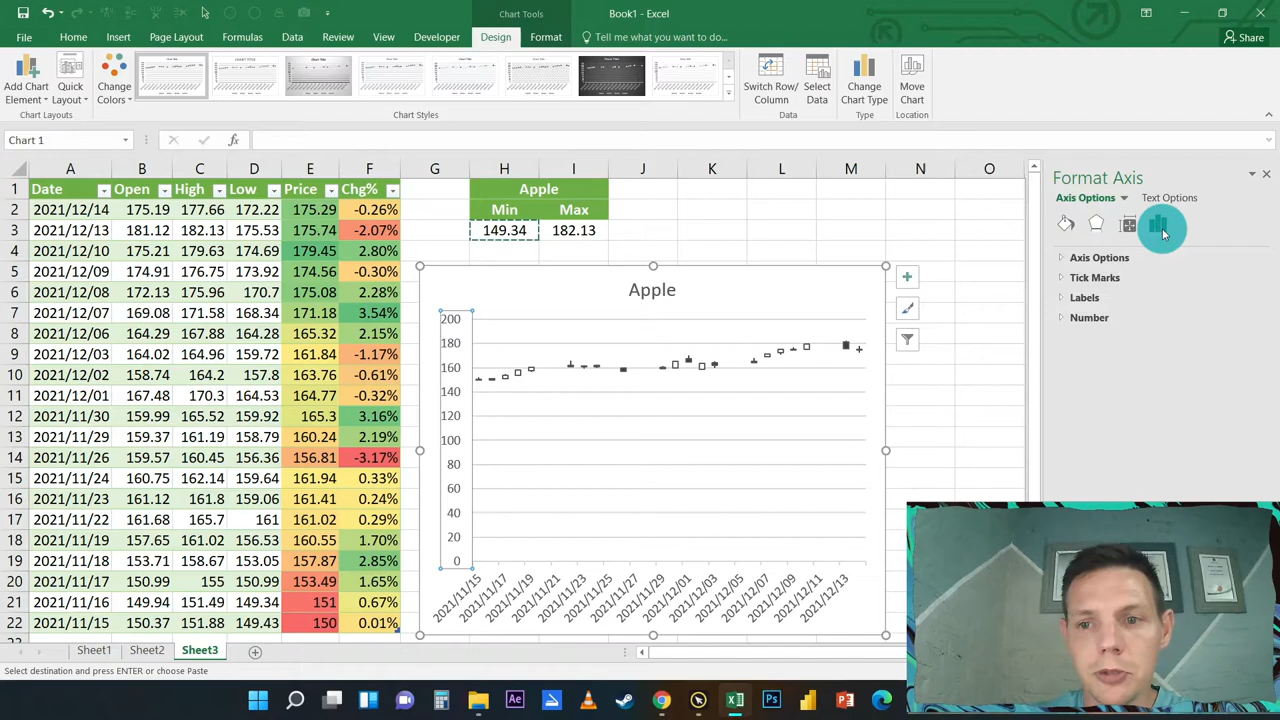 Chart Tools
Book1 - Excel
File Home Insert Page Layout Formulas Data Review View Developer Design Format Tell me what you want to do... Share
Add Chart Element Quick Layout Change Colors Switch Row/Column Select Data Change Chart Type Move Chart
Chart Layouts Chart Styles Data Type Location
Chart 1 fx
A B C D E F G H I J K L M N O
1 Date Open High Low Price Chg% Apple
2 2021/12/14 175.19 177.66 172.22 175.29 -0.26% Min Max
3 2021/12/13 181.12 182.13 175.53 175.74 -2.07% 149.34 182.13
4 2021/12/10 175.21 179.63 174.69 179.45 2.80%
5 2021/12/09 174.91 176.75 173.92 174.56 -0.30%
6 2021/12/08 172.13 175.96 170.7 175.08 2.28%
7 2021/12/07 169.08 171.58 168.34 171.18 3.54%
8 2021/12/06 164.29 167.88 164.28 165.32 2.15%
9 2021/12/03 164.02 164.96 159.72 161.84 -1.17%
10 2021/12/02 158.74 164.2 157.8 163.76 -0.61%
11 2021/12/01 167.48 170.3 164.53 164.77 -0.32%
12 2021/11/30 159.99 165.52 159.92 165.3 3.16%
13 2021/11/29 159.37 161.19 158.79 160.24 2.19%
14 2021/11/26 159.57 160.45 156.36 156.81 -3.17%
15 2021/11/24 160.75 162.14 159.64 161.94 0.33%
16 2021/11/23 161.12 161.8 159.06 161.41 0.24%
17 2021/11/22 161.68 165.7 161 161.02 0.29%
18 2021/11/19 157.65 161.02 156.53 160.55 1.70%
19 2021/11/18 153.71 158.67 153.05 157.87 2.85%
20 2021/11/17 150.99 155 150.99 153.49 1.65%
21 2021/11/16 149.94 151.49 149.34 151 0.67%
22 2021/11/15 150.37 151.88 149.43 150 0.01%
Apple
200
180
160
140
120
100
80
60
40
20
0
2021/11/15 2021/11/17 2021/11/19 2021/11/21 2021/11/23 2021/11/25 2021/11/27 2021/11/29 2021/12/01 2021/12/03 2021/12/05 2021/12/07 2021/12/09 2021/12/11 2021/12/13
Format Axis
Axis Options Text Options
Axis Options
Tick Marks
Labels
Number
Sheet1 Sheet2 Sheet3
Select destination and press ENTER or choose Paste
Ae Ps